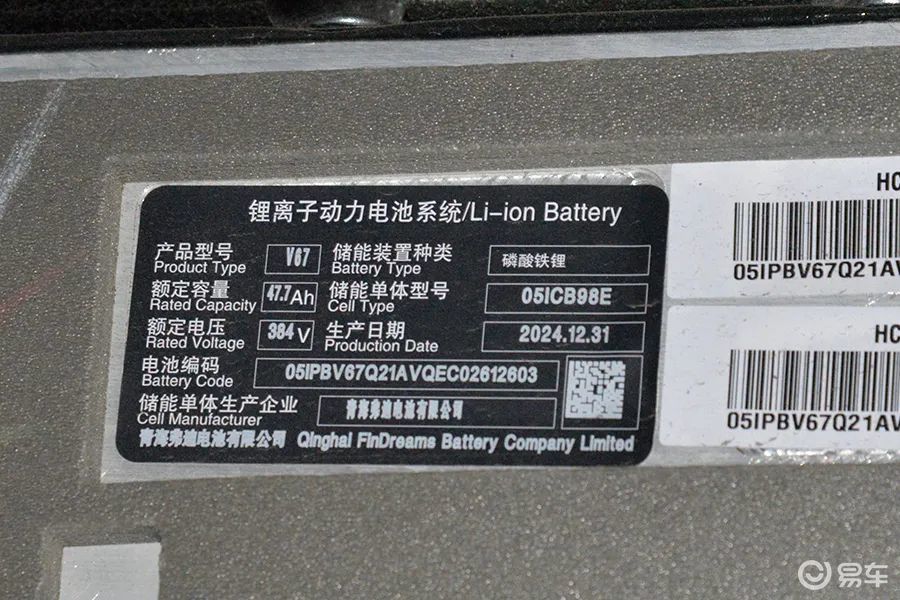 锂离子动力电池系统/Li-ion Battery
产品型号 V67 储能装置种类 磷酸铁锂
Product Type Battery Type
额定容量 47.7Ah 储能单体型号 05ICB98E
Rated Capacity Cell Type
额定电压 384V 生产日期 2024.12.31
Rated Voltage Production Date
电池编码 05IPBV67Q21AVQEC02612603
Battery Code
储能单体生产企业 青海弗迪电池有限公司
Cell Manufacturer
青海弗迪电池有限公司 Qinghai FinDreams Battery Company Limited
HC
05IPBV67Q21AV
HC
05IPBV67Q21AV
易车